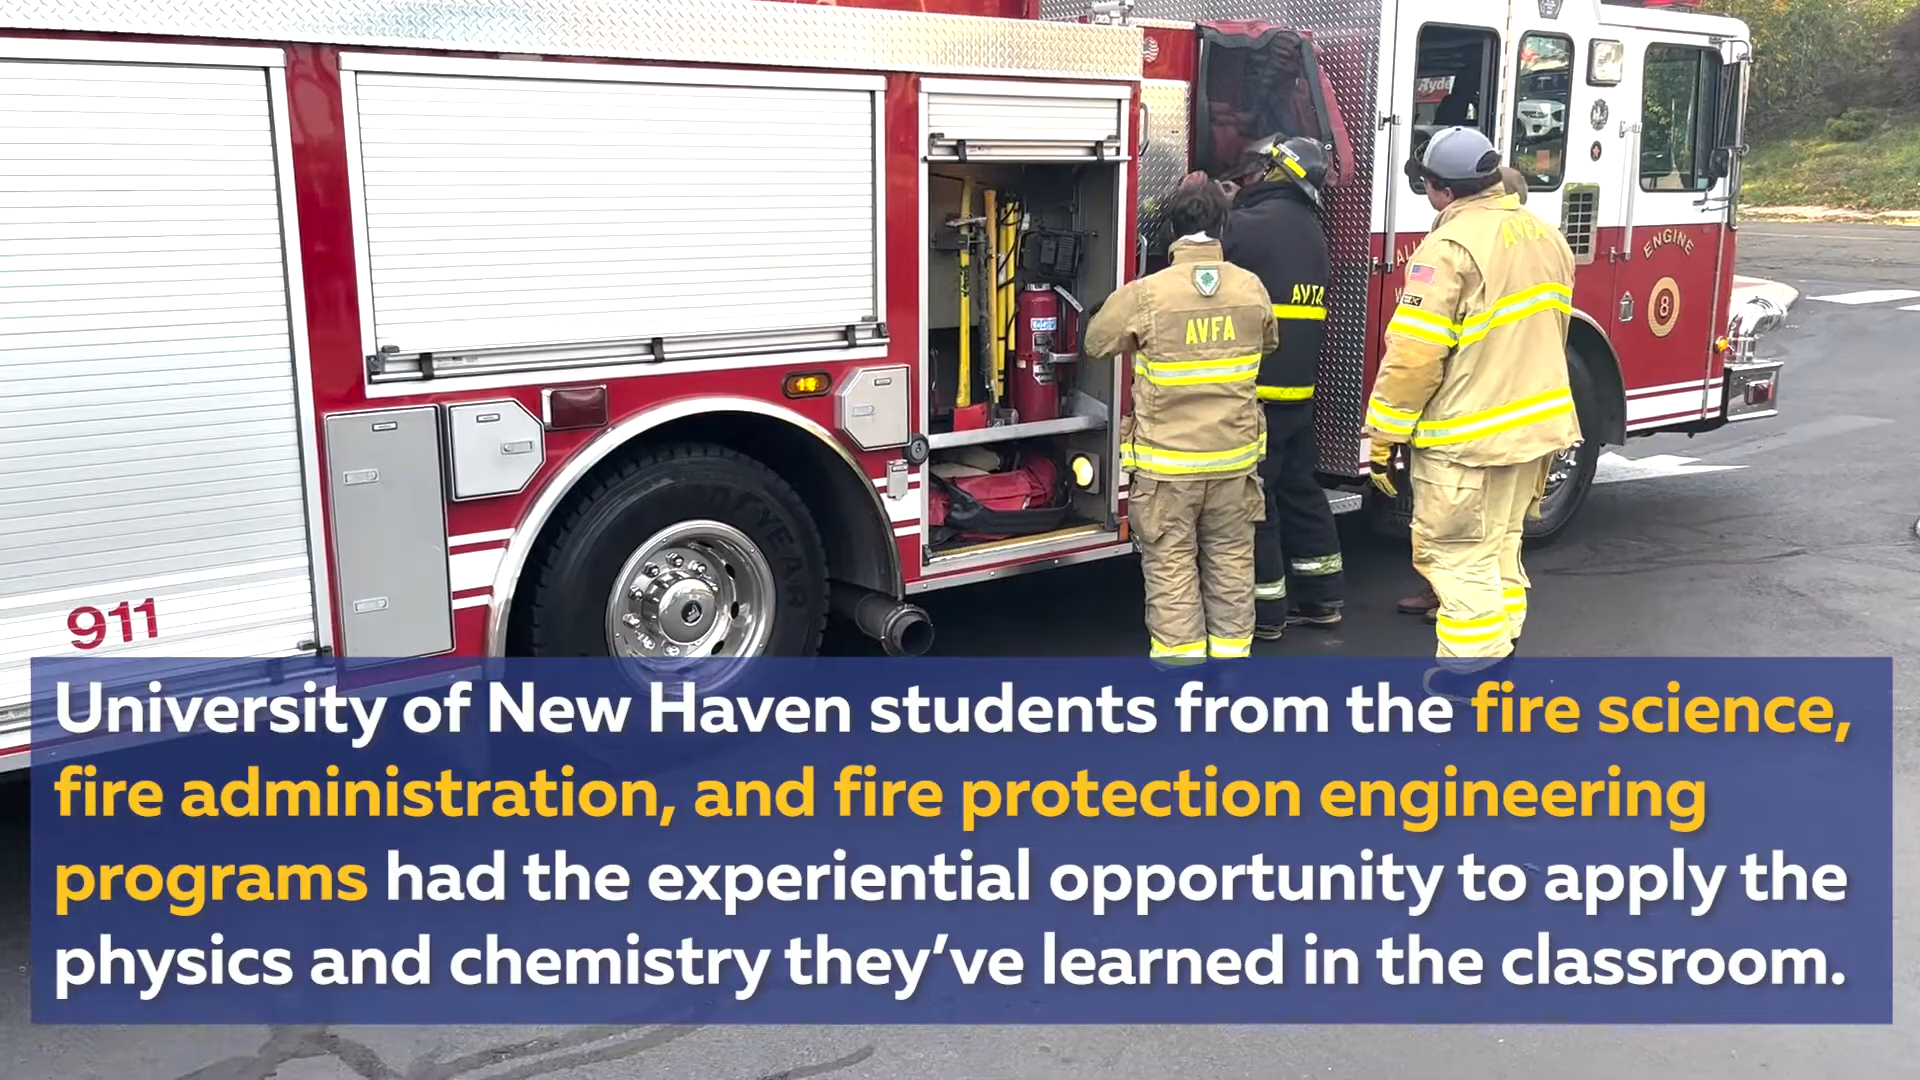 Ryde
ENGINE
8
AVFA
AVFA
AVFA
YEAR
911
University of New Haven students from the fire science,
fire administration, and fire protection engineering
programs had the experiential opportunity to apply the
physics and chemistry they’ve learned in the classroom.